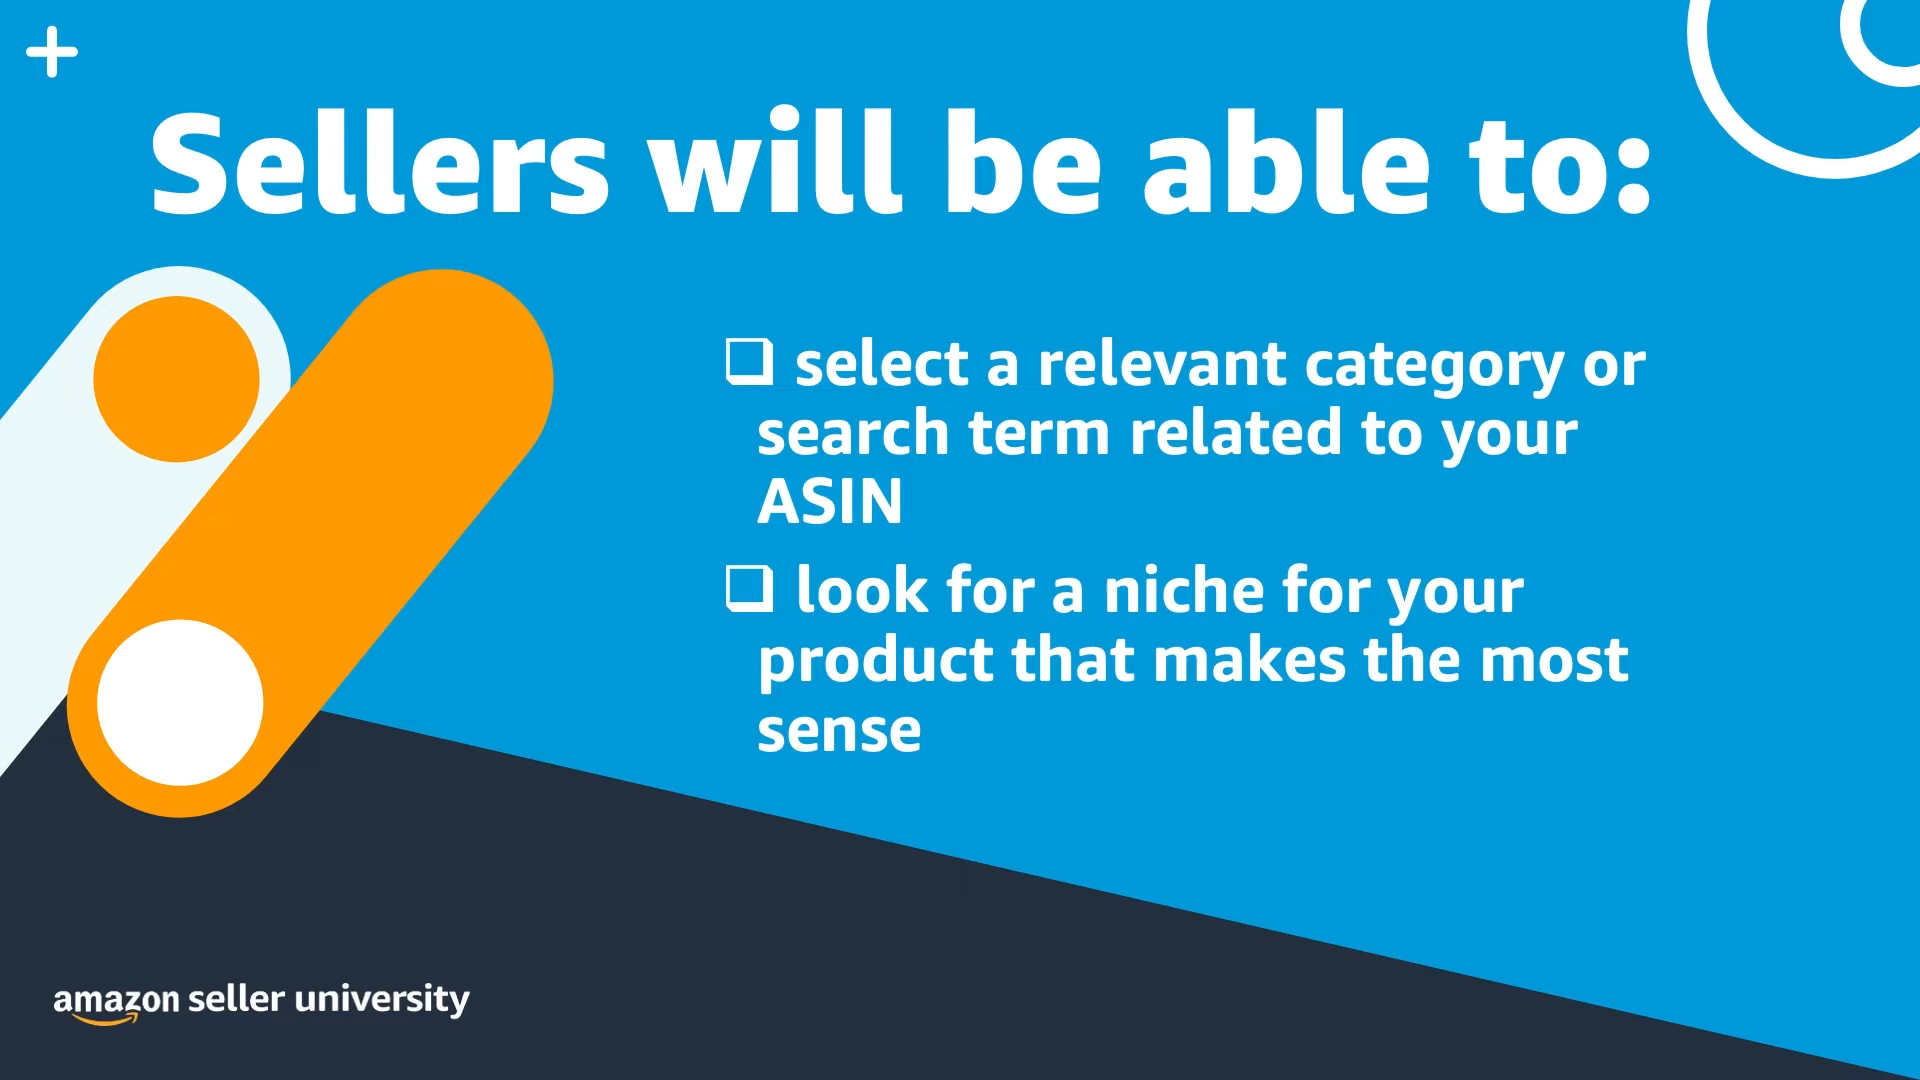 Sellers will be able to:
❑ select a relevant category or
search term related to your
ASIN
❑ look for a niche for your
product that makes the most
sense
amazon seller university